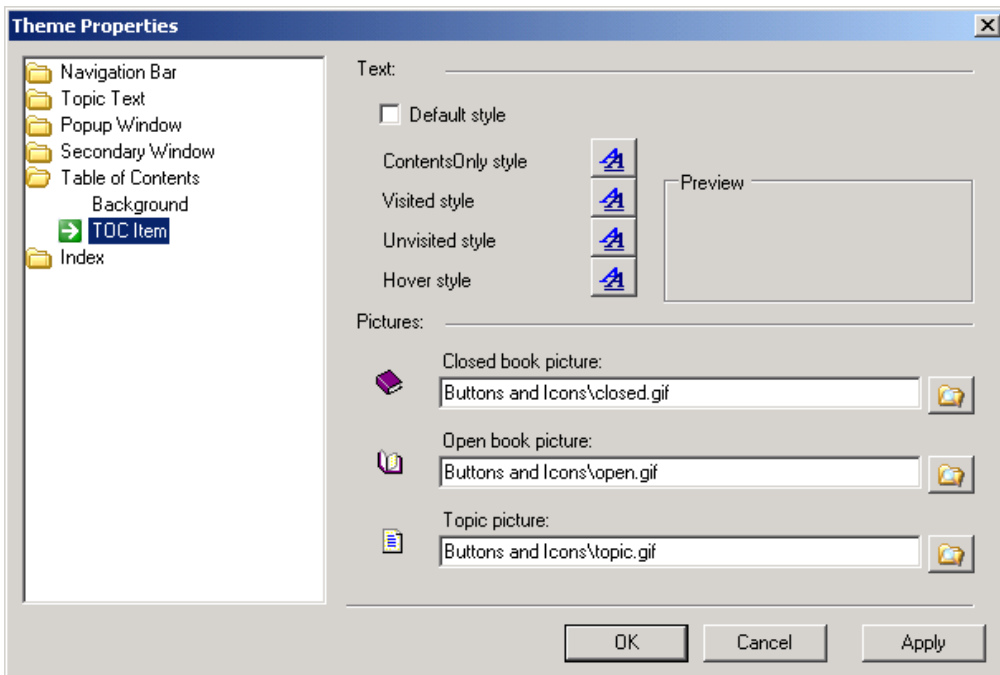 Theme Properties
Navigation Bar
Topic Text
Popup Window
Secondary Window
Table of Contents
Background
TOC Item
Index
Text:
Default style
ContentsOnly style
Visited style
Unvisited style
Hover style
Preview
Pictures:
Closed book picture:
Buttons and Icons\closed.gif
Open book picture:
Buttons and Icons\open.gif
Topic picture:
Buttons and Icons\topic.gif
OK Cancel Apply